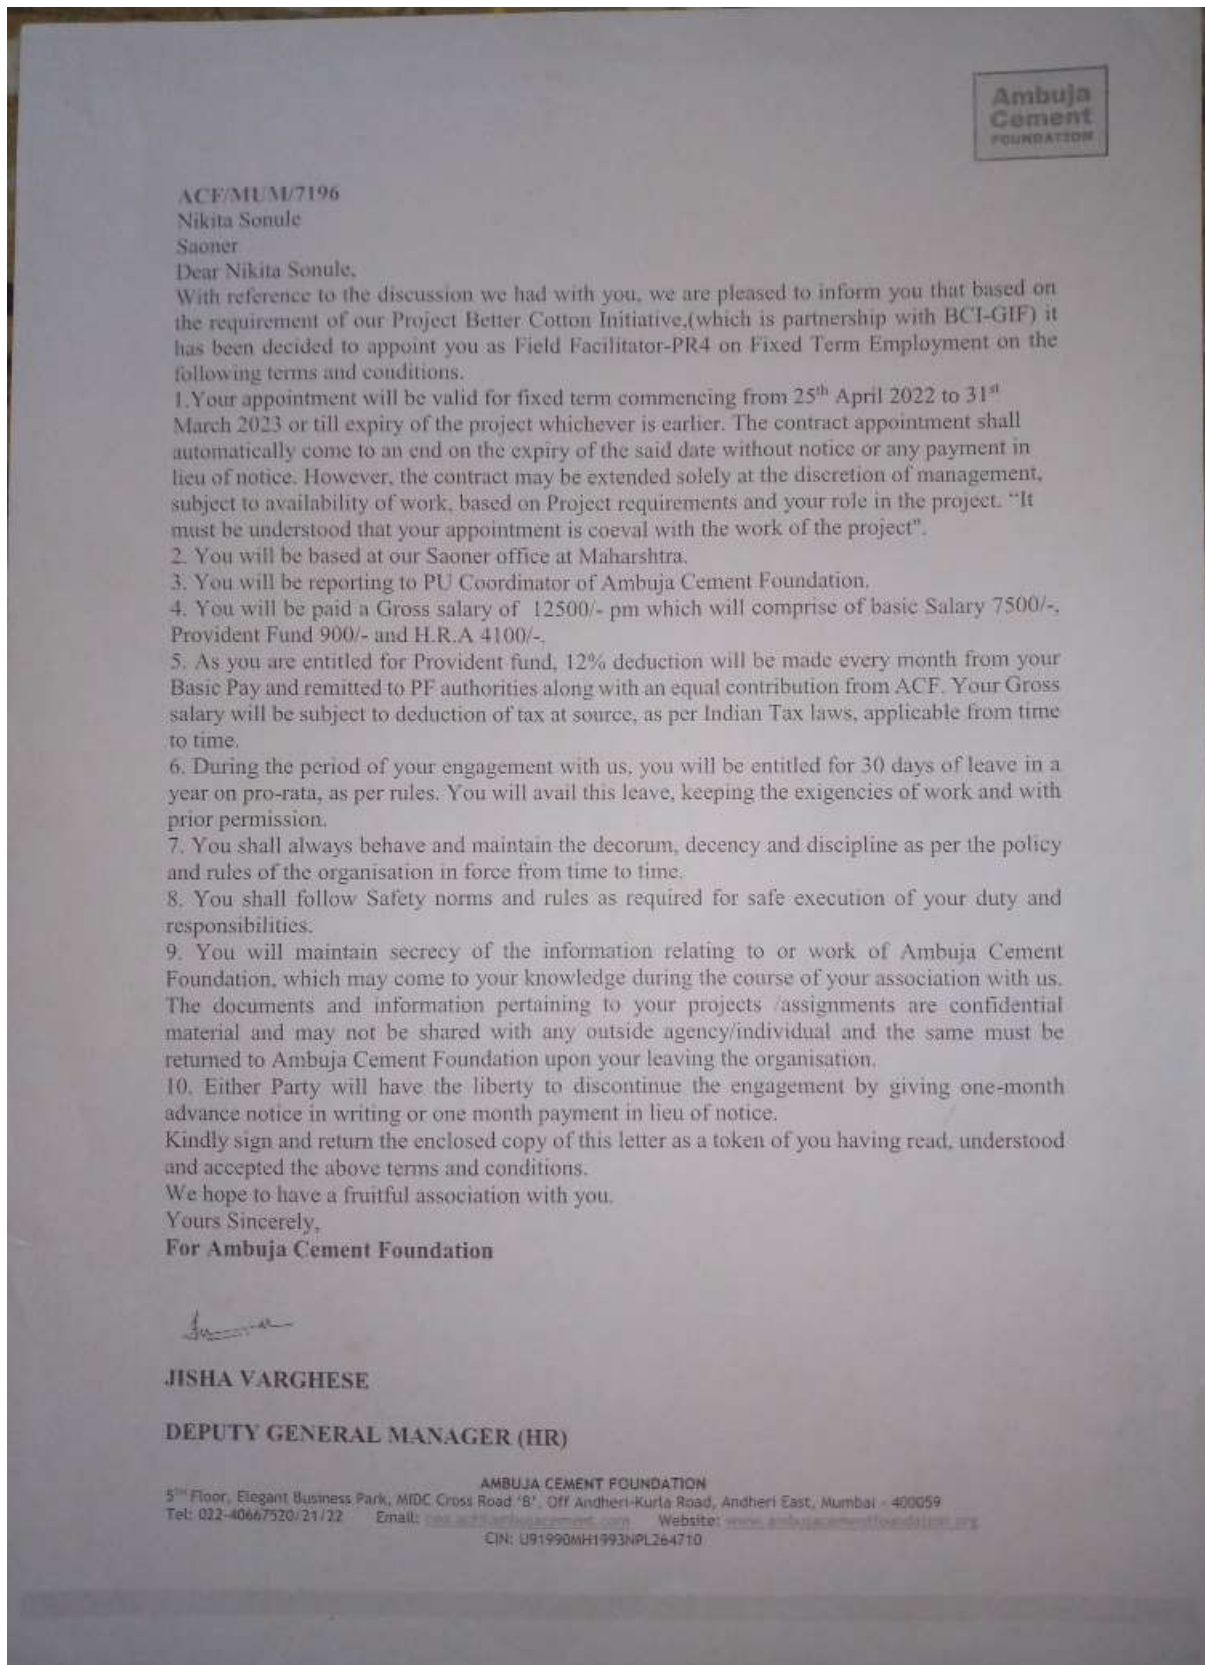 Ambuja
Cement
FOUNDATION
ACF/MUM/7196
Nikita Sonule
Saoner
Dear Nikita Sonule,
With reference to the discussion we had with you, we are pleased to inform you that based on
the requirement of our Project Better Cotton Initiative,(which is partnership with BCI-GIF) it
has been decided to appoint you as Field Facilitator-PR4 on Fixed Term Employment on the
following terms and conditions.
1.Your appointment will be valid for fixed term commencing from 25th April 2022 to 31st
March 2023 or till expiry of the project whichever is earlier. The contract appointment shall
automatically come to an end on the expiry of the said date without notice or any payment in
lieu of notice. However, the contract may be extended solely at the discretion of management,
subject to availability of work, based on Project requirements and your role in the project. “It
must be understood that your appointment is coeval with the work of the project”.
2. You will be based at our Saoner office at Maharshtra.
3. You will be reporting to PU Coordinator of Ambuja Cement Foundation.
4. You will be paid a Gross salary of 12500/- pm which will comprise of basic Salary 7500/-,
Provident Fund 900/- and H.R.A 4100/-.
5. As you are entitled for Provident fund, 12% deduction will be made every month from your
Basic Pay and remitted to PF authorities along with an equal contribution from ACF. Your Gross
salary will be subject to deduction of tax at source, as per Indian Tax laws, applicable from time
to time.
6. During the period of your engagement with us, you will be entitled for 30 days of leave in a
year on pro-rata, as per rules. You will avail this leave, keeping the exigencies of work and with
prior permission.
7. You shall always behave and maintain the decorum, decency and discipline as per the policy
and rules of the organisation in force from time to time.
8. You shall follow Safety norms and rules as required for safe execution of your duty and
responsibilities.
9. You will maintain secrecy of the information relating to or work of Ambuja Cement
Foundation, which may come to your knowledge during the course of your association with us.
The documents and information pertaining to your projects /assignments are confidential
material and may not be shared with any outside agency/individual and the same must be
returned to Ambuja Cement Foundation upon your leaving the organisation.
10. Either Party will have the liberty to discontinue the engagement by giving one-month
advance notice in writing or one month payment in lieu of notice.
Kindly sign and return the enclosed copy of this letter as a token of you having read, understood
and accepted the above terms and conditions.
We hope to have a fruitful association with you.
Yours Sincerely,
For Ambuja Cement Foundation
JISHA VARGHESE
DEPUTY GENERAL MANAGER (HR)
AMBUJA CEMENT FOUNDATION
5TH Floor, Elegant Business Park, MIDC Cross Road 'B', Off Andheri-Kurla Road, Andheri East, Mumbai - 400059
Tel: 022-40667520/21/22 Email: Website: www.ambujacementfoundation.org
CIN: U91990MH1993NPL264710